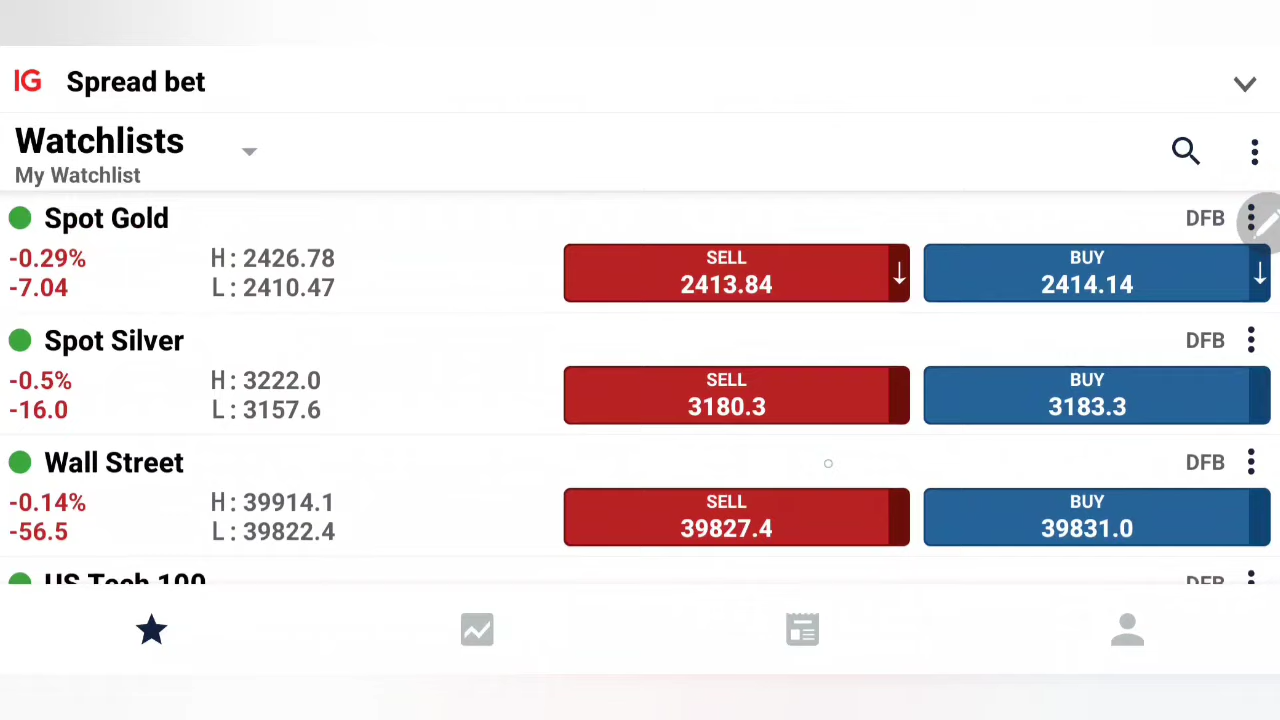 IG Spread bet
Watchlists
My Watchlist
Spot Gold DFB
-0.29% H: 2426.78 SELL BUY
-7.04 L: 2410.47 2413.84 2414.14
Spot Silver DFB
-0.5% H: 3222.0 SELL BUY
-16.0 L: 3157.6 3180.3 3183.3
Wall Street DFB
-0.14% H: 39914.1 SELL BUY
-56.5 L: 39822.4 39827.4 39831.0
US Tech 100 DFB